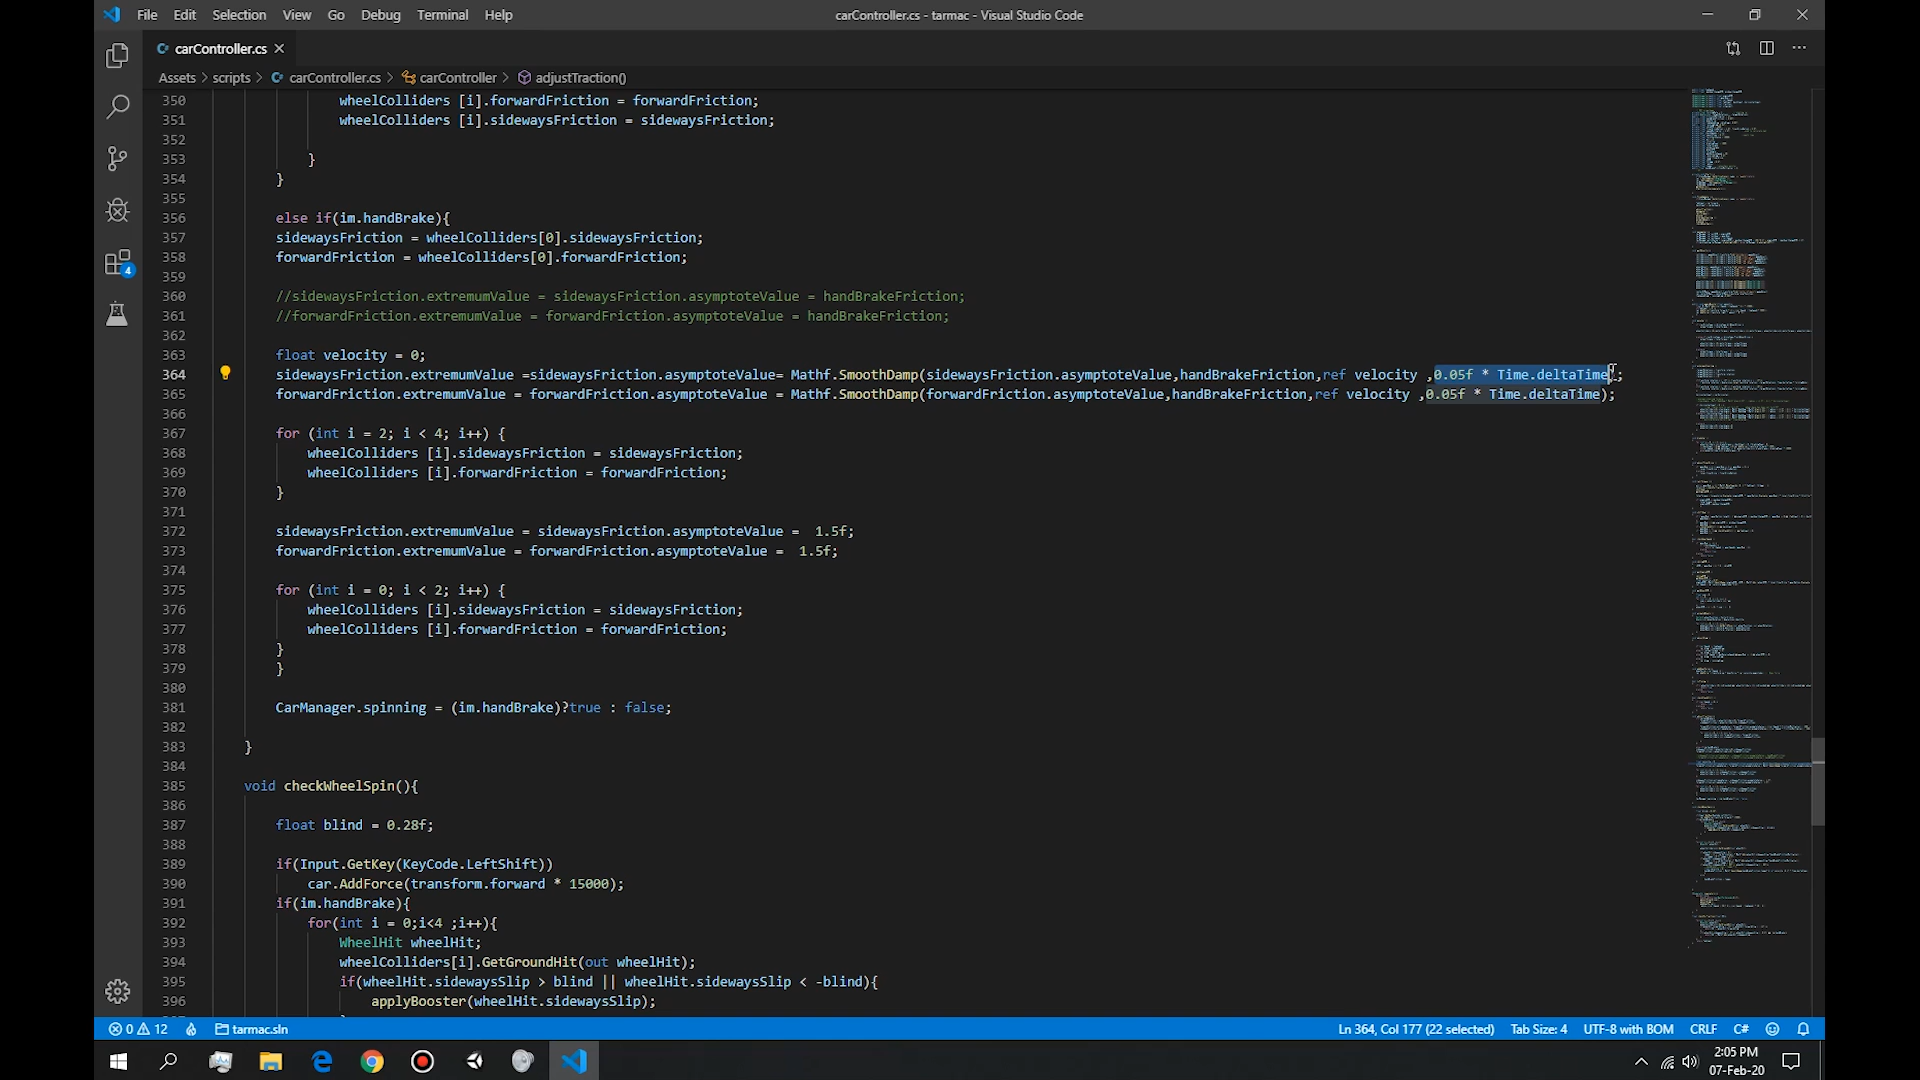 File Edit Selection View Go Debug Terminal Help
carController.cs - tarmac - Visual Studio Code
carController.cs
Assets > scripts > carController.cs > carController > adjustTraction()
350 wheelColliders [i].forwardFriction = forwardFriction;
351 wheelColliders [i].sidewaysFriction = sidewaysFriction;
352
353 }
354 }
355
356 else if(im.handBrake){
357 sidewaysFriction = wheelColliders[0].sidewaysFriction;
358 forwardFriction = wheelColliders[0].forwardFriction;
359
360 //sidewaysFriction.extremumValue = sidewaysFriction.asymptoteValue = handBrakeFriction;
361 //forwardFriction.extremumValue = forwardFriction.asymptoteValue = handBrakeFriction;
362
363 float velocity = 0;
364 sidewaysFriction.extremumValue =sidewaysFriction.asymptoteValue= Mathf.SmoothDamp(sidewaysFriction.asymptoteValue,handBrakeFriction,ref velocity ,0.05f * Time.deltaTime);
365 forwardFriction.extremumValue = forwardFriction.asymptoteValue = Mathf.SmoothDamp(forwardFriction.asymptoteValue,handBrakeFriction,ref velocity ,0.05f * Time.deltaTime);
366
367 for (int i = 2; i < 4; i++) {
368 wheelColliders [i].sidewaysFriction = sidewaysFriction;
369 wheelColliders [i].forwardFriction = forwardFriction;
370 }
371
372 sidewaysFriction.extremumValue = sidewaysFriction.asymptoteValue =  1.5f;
373 forwardFriction.extremumValue = forwardFriction.asymptoteValue =  1.5f;
374
375 for (int i = 0; i < 2; i++) {
376 wheelColliders [i].sidewaysFriction = sidewaysFriction;
377 wheelColliders [i].forwardFriction = forwardFriction;
378 }
379 }
380
381 CarManager.spinning = (im.handBrake)?true : false;
382
383 }
384
385 void checkWheelSpin(){
386
387 float blind = 0.28f;
388
389 if(Input.GetKey(KeyCode.LeftShift))
390 car.AddForce(transform.forward * 15000);
391 if(im.handBrake){
392 for(int i = 0;i<4 ;i++){
393 WheelHit wheelHit;
394 wheelColliders[i].GetGroundHit(out wheelHit);
395 if(wheelHit.sidewaysSlip > blind || wheelHit.sidewaysSlip < -blind){
396 applyBooster(wheelHit.sidewaysSlip);
4
0 12 tarmac.sln Ln 364, Col 177 (22 selected) Tab Size: 4 UTF-8 with BOM CRLF C#
2:05 PM
07-Feb-20